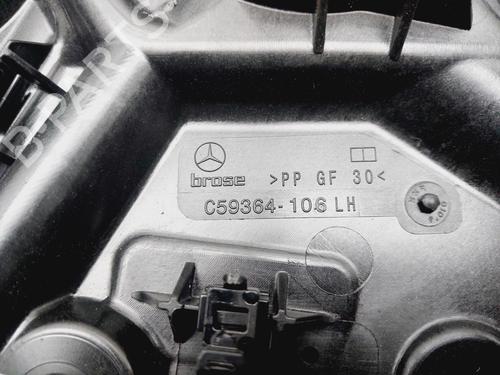 B-PARTS
brose >PP GF 30<
C59364-106 LH